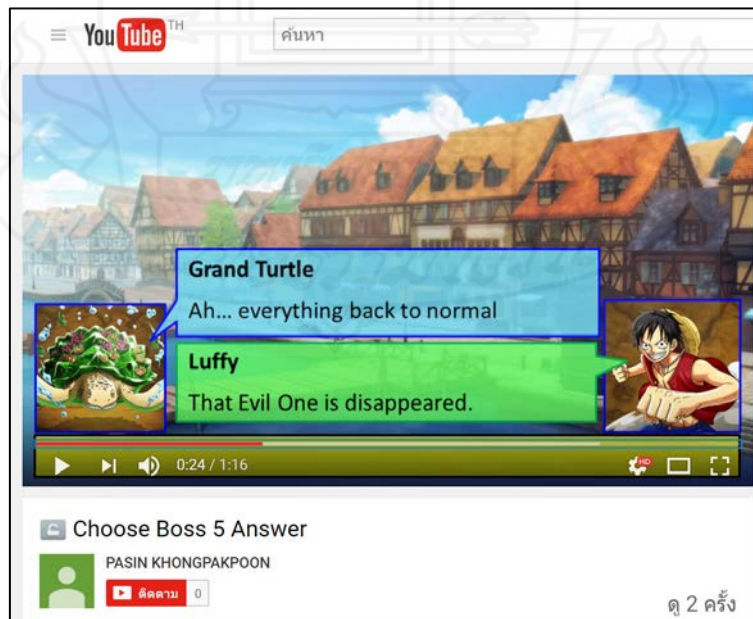 YouTube TH
ค้นหา
Grand Turtle
Ah... everything back to normal
Luffy
That Evil One is disappeared.
0:24 / 1:16
HD
Choose Boss 5 Answer
PASIN KHONGPAKPOON
ติดตาม 0
ดู 2 ครั้ง